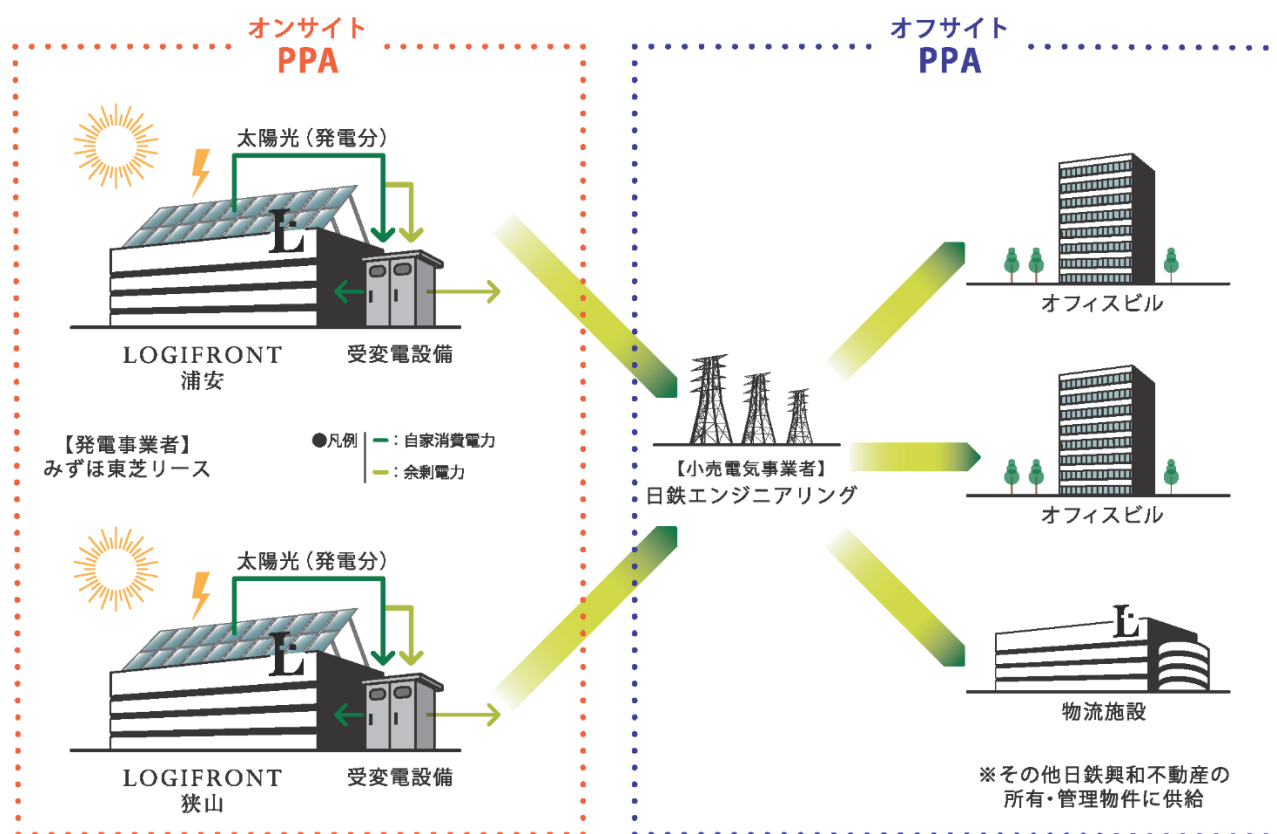 オンサイト
PPA
太陽光（発電分）
Ł
LOGIFRONT
浦安
受変電設備
【発電事業者】
みずほ東芝リース
●凡例
：自家消費電力
：余剰電力
太陽光（発電分）
Ł
LOGIFRONT
狭山
受変電設備
オフサイト
PPA
オフィスビル
【小売電気事業者】
日鉄エンジニアリング
オフィスビル
Ł
物流施設
※その他日鉄興和不動産の
所有・管理物件に供給